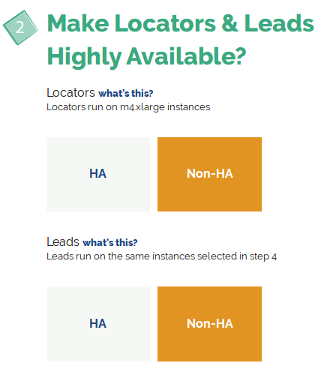 2 Make Locators & Leads
Highly Available?
Locators what's this?
Locators run on m4.xlarge instances
HA Non-HA
Leads what's this?
Leads run on the same instances selected in step 4
HA Non-HA